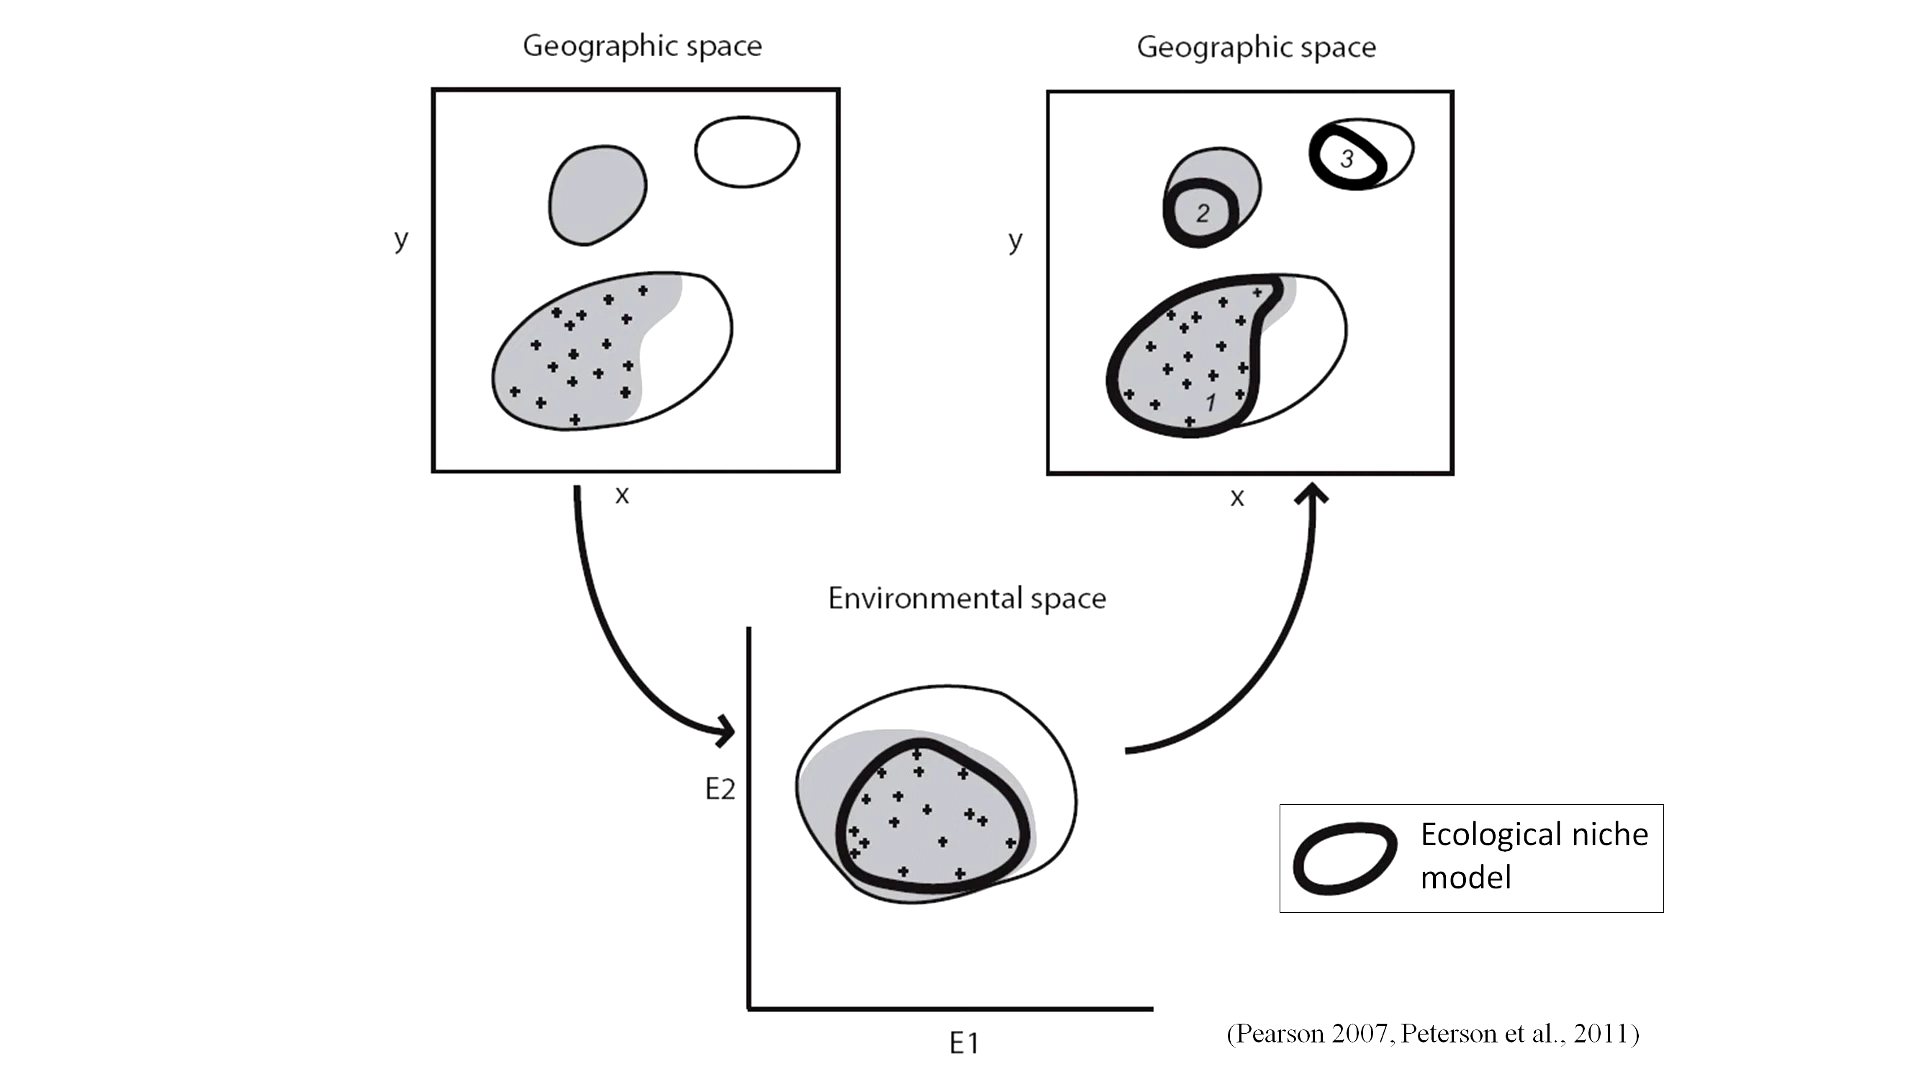 Geographic space
Geographic space
y
y
2
3
1
x
x
Environmental space
E2
E1
Ecological niche
model
(Pearson 2007, Peterson et al., 2011)